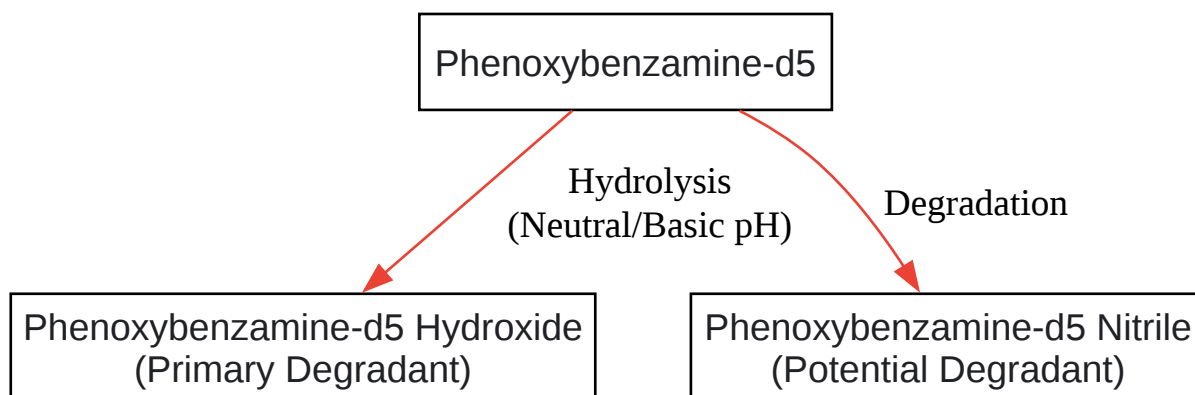 Phenoxybenzamine-d5
Hydrolysis
(Neutral/Basic pH)
Degradation
Phenoxybenzamine-d5 Hydroxide
(Primary Degradant)
Phenoxybenzamine-d5 Nitrile
(Potential Degradant)